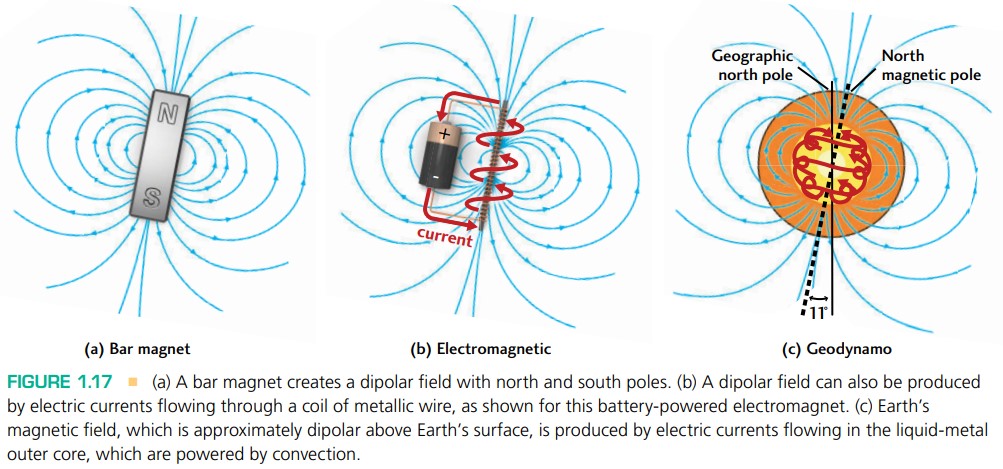 N
S
+
-
current
Geographic
north pole
North
magnetic pole
11°
(a) Bar magnet
(b) Electromagnetic
(c) Geodynamo
FIGURE 1.17 ■ (a) A bar magnet creates a dipolar field with north and south poles. (b) A dipolar field can also be produced
by electric currents flowing through a coil of metallic wire, as shown for this battery-powered electromagnet. (c) Earth’s
magnetic field, which is approximately dipolar above Earth’s surface, is produced by electric currents flowing in the liquid-metal
outer core, which are powered by convection.